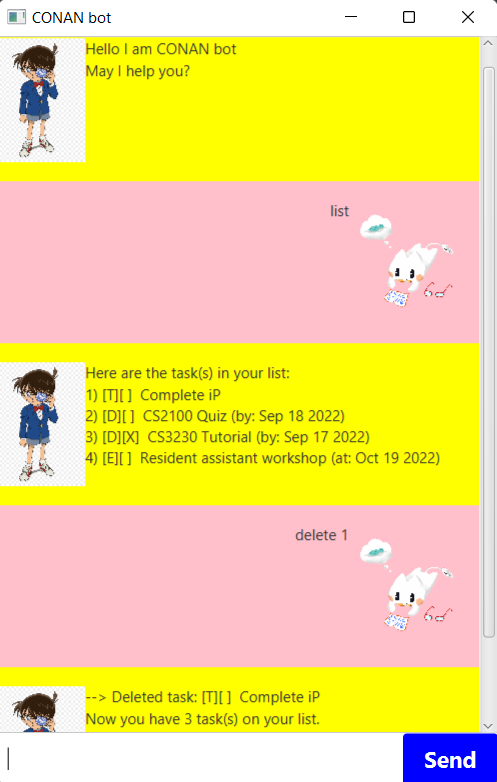 CONAN bot
Hello I am CONAN bot
May I help you?
list
Here are the task(s) in your list:
1) [T][ ]  Complete iP
2) [D][ ]  CS2100 Quiz (by: Sep 18 2022)
3) [D][X]  CS3230 Tutorial (by: Sep 17 2022)
4) [E][ ]  Resident assistant workshop (at: Oct 19 2022)
delete 1
--> Deleted task: [T][ ]  Complete iP
Now you have 3 task(s) on your list.
Send